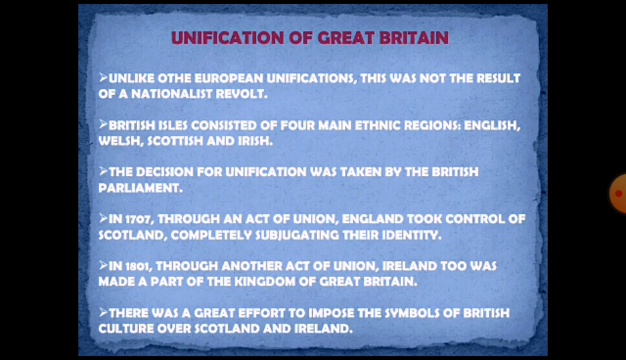 UNIFICATION OF GREAT BRITAIN
➢UNLIKE OTHE EUROPEAN UNIFICATIONS, THIS WAS NOT THE RESULT
OF A NATIONALIST REVOLT.
➢BRITISH ISLES CONSISTED OF FOUR MAIN ETHNIC REGIONS: ENGLISH,
WELSH, SCOTTISH AND IRISH.
➢THE DECISION FOR UNIFICATION WAS TAKEN BY THE BRITISH
PARLIAMENT.
➢IN 1707, THROUGH AN ACT OF UNION, ENGLAND TOOK CONTROL OF
SCOTLAND, COMPLETELY SUBJUGATING THEIR IDENTITY.
➢IN 1801, THROUGH ANOTHER ACT OF UNION, IRELAND TOO WAS
MADE A PART OF THE KINGDOM OF GREAT BRITAIN.
➢THERE WAS A GREAT EFFORT TO IMPOSE THE SYMBOLS OF BRITISH
CULTURE OVER SCOTLAND AND IRELAND.